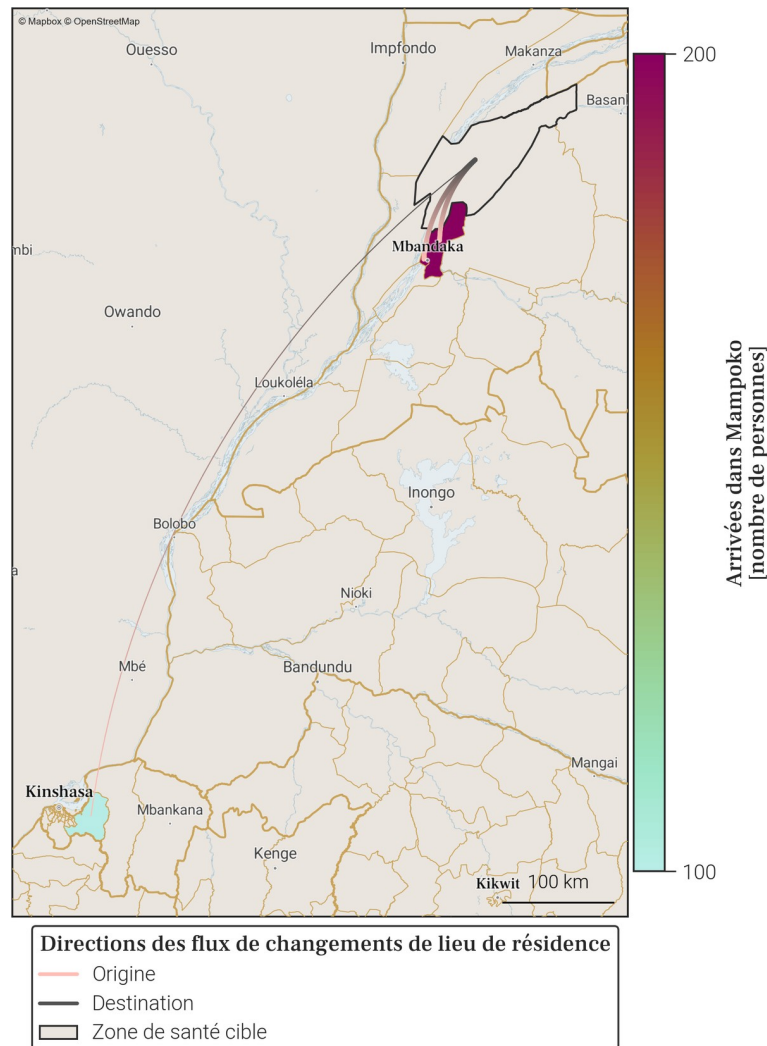 © Mapbox © OpenStreetMap
Ouesso
Impfondo
Makanza
Basanl
mbi
Mbandaka
Owando
Loukoléla
Inongo
Bolobo
a
Nioki
Mbé
Bandundu
Mangai
Kinshasa
Mbankana
Kenge
Kikwit
100 km
200
100
Arrivées dans Mampoko
[nombre de personnes]
Directions des flux de changements de lieu de résidence
Origine
Destination
Zone de santé cible